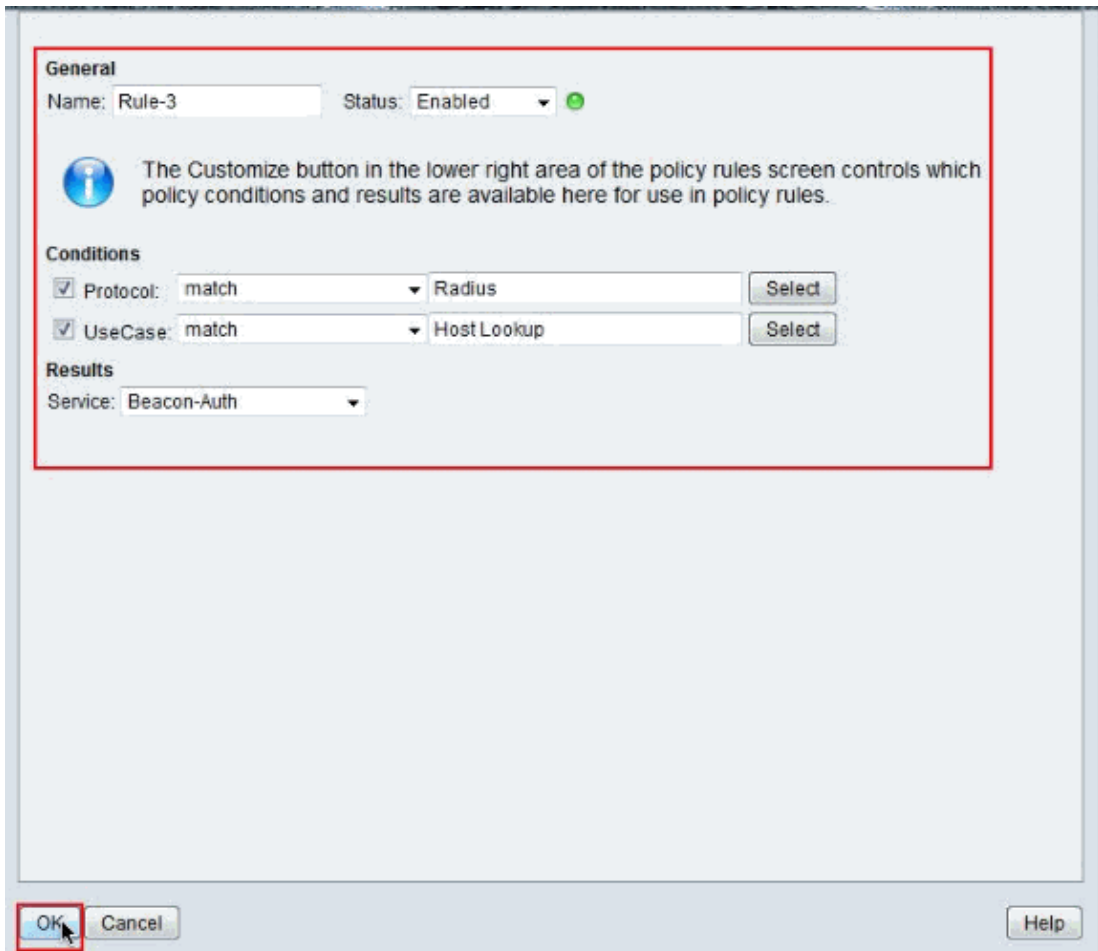 General
Name: Rule-3 Status: Enabled
The Customize button in the lower right area of the policy rules screen controls which
policy conditions and results are available here for use in policy rules.
Conditions
Protocol: match Radius Select
UseCase: match Host Lookup Select
Results
Service: Beacon-Auth
OK Cancel Help